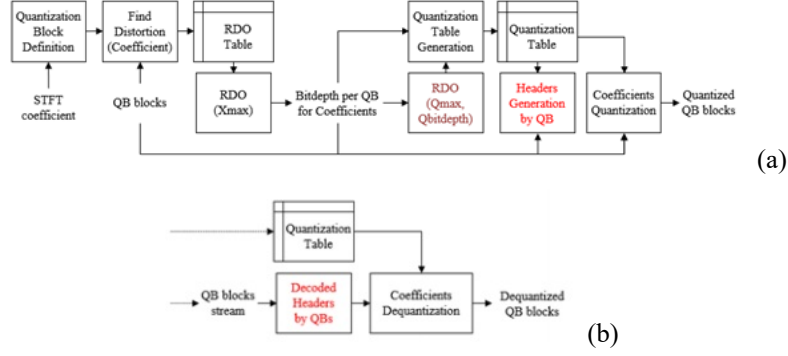 Quantization
Block
Definition
Find
Distortion
(Coefficient)
RDO
Table
Quantization
Table
Generation
Quantization
Table
STFT
coefficient
QB blocks
RDO
(Xmax)
Bitdepth per QB
for Coefficients
RDO
(Qmax,
Qbitdepth)
Headers
Generation
by QB
Coefficients
Quantization
Quantized
QB blocks
(a)
Quantization
Table
QB blocks
stream
Decoded
Headers
by QBs
Coefficients
Dequantization
Dequantized
QB blocks
(b)